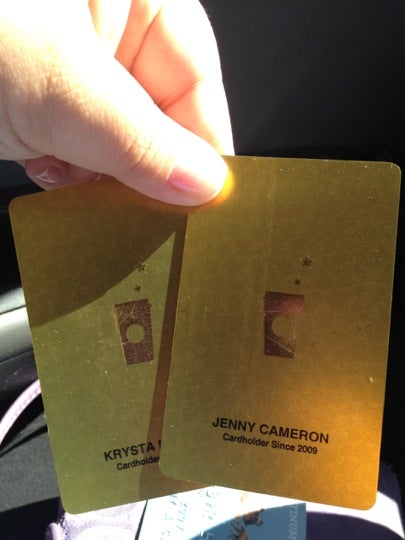 KRYSTA
Cardholder
JENNY CAMERON
Cardholder Since 2009